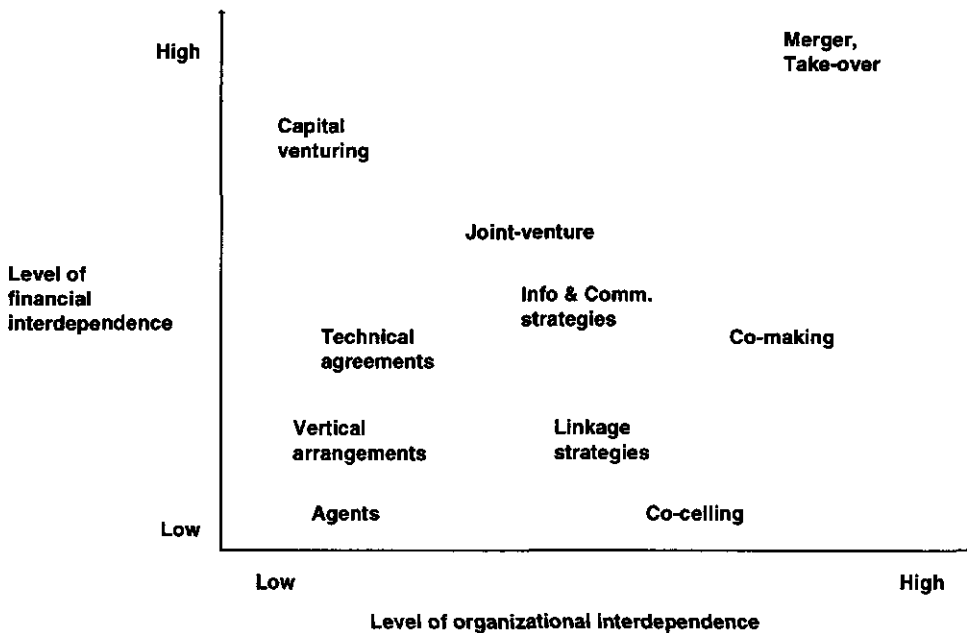 High
Merger,
Take-over
Capital
venturing
Joint-venture
Level of
financial
interdependence
Info & Comm.
strategies
Technical
agreements
Co-making
Vertical
arrangements
Linkage
strategies
Agents
Co-celling
Low
Low
High
Level of organizational interdependence